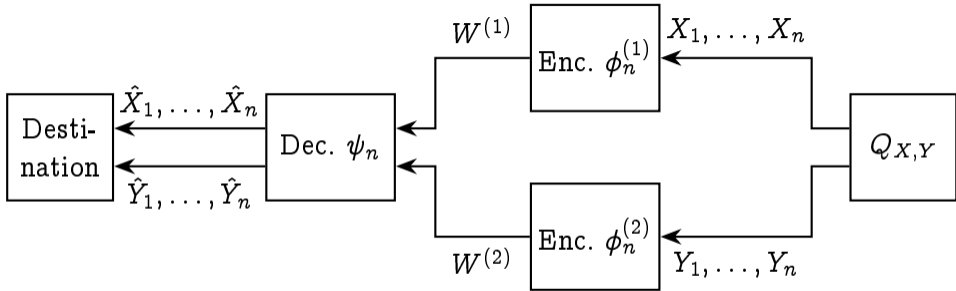 W^{(1)}
X_1, ..., X_n
Enc. ϕ_n^{(1)}
X̂_1, ..., X̂_n
Desti-
nation
Dec. ψ_n
Q_{X,Y}
Ŷ_1, ..., Ŷ_n
Enc. ϕ_n^{(2)}
W^{(2)}
Y_1, ..., Y_n